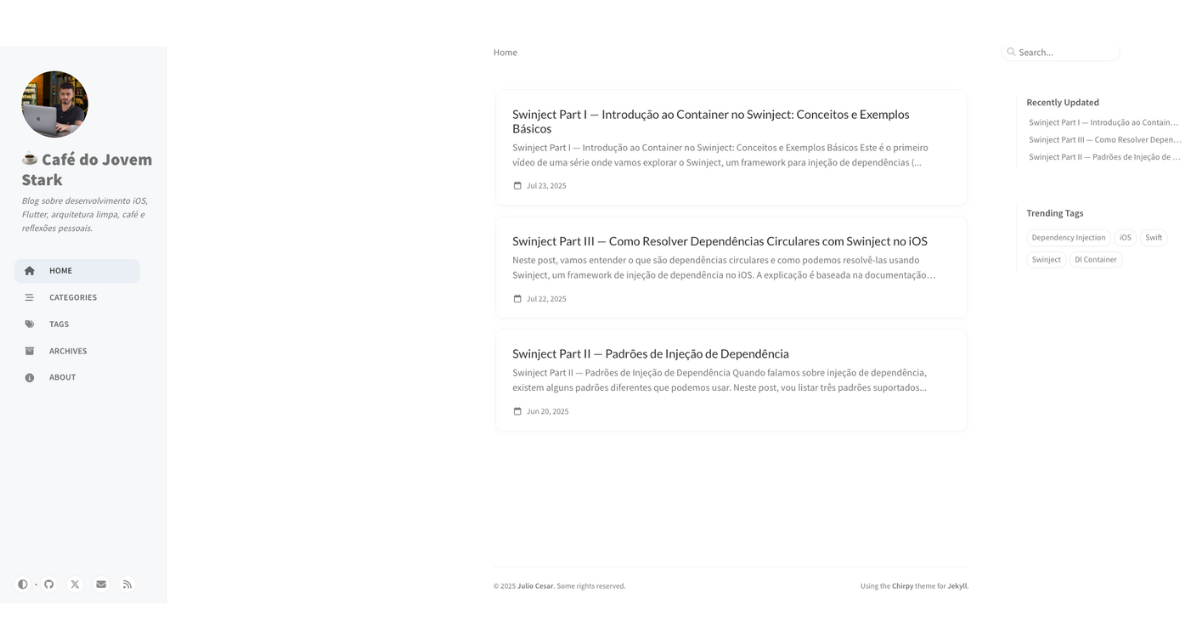 ☕ Café do Jovem
Stark
Blog sobre desenvolvimento iOS,
Flutter, arquitetura limpa, café e
reflexões pessoais.
HOME
CATEGORIES
TAGS
ARCHIVES
ABOUT
Home
Search...
Swinject Part I — Introdução ao Container no Swinject: Conceitos e Exemplos
Básicos
Swinject Part I — Introdução ao Container no Swinject: Conceitos e Exemplos Básicos Este é o primeiro
vídeo de uma série onde vamos explorar o Swinject, um framework para injeção de dependências (...
Jul 23, 2025
Swinject Part III — Como Resolver Dependências Circulares com Swinject no iOS
Neste post, vamos entender o que são dependências circulares e como podemos resolvê-las usando
Swinject, um framework de injeção de dependência no iOS. A explicação é baseada na documentação...
Jul 22, 2025
Swinject Part II — Padrões de Injeção de Dependência
Swinject Part II — Padrões de Injeção de Dependência Quando falamos sobre injeção de dependência,
existem alguns padrões diferentes que podemos usar. Neste post, vou listar três padrões suportados...
Jun 20, 2025
Recently Updated
Swinject Part I — Introdução ao Contain...
Swinject Part III — Como Resolver Depen...
Swinject Part II — Padrões de Injeção de ...
Trending Tags
Dependency Injection iOS Swift
Swinject DI Container
© 2025 Julio Cesar. Some rights reserved.
Using the Chirpy theme for Jekyll.